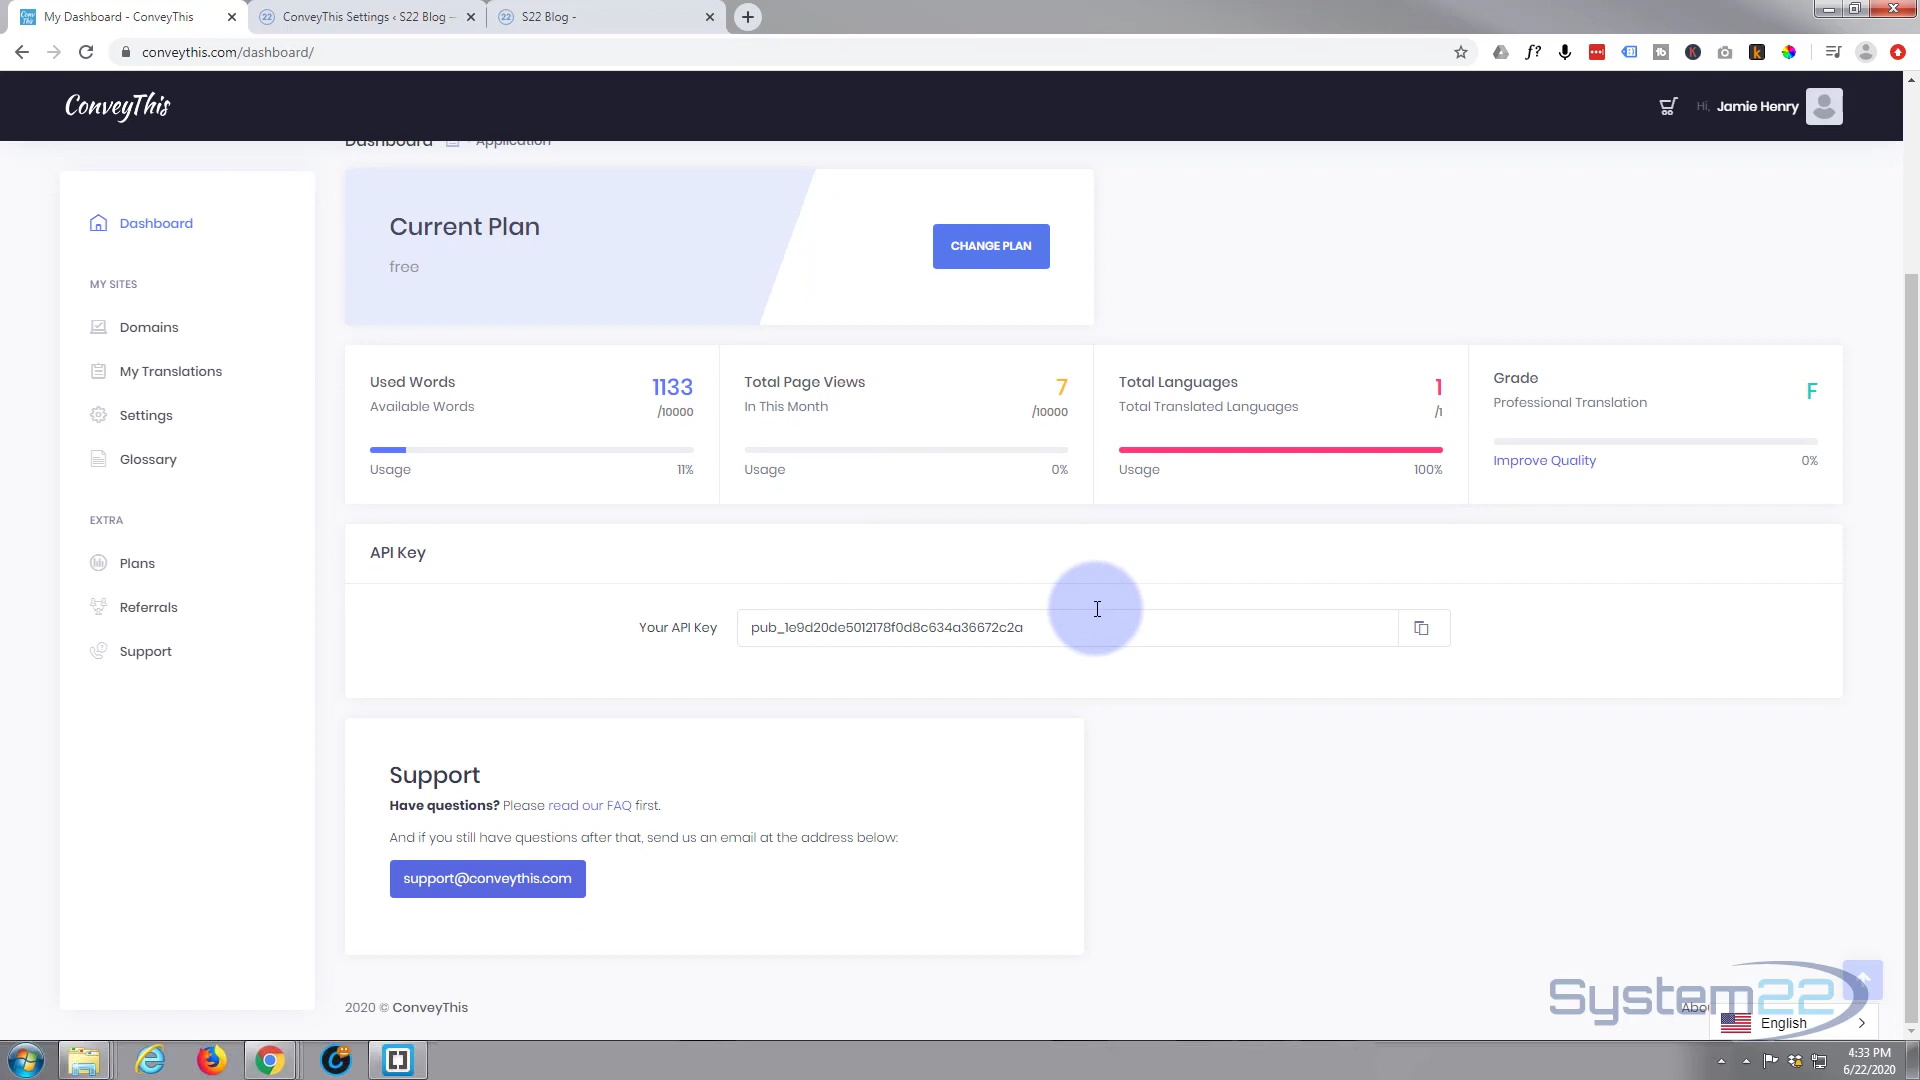 My Dashboard - ConveyThis
ConveyThis Settings ‹ S22 Blog —
S22 Blog -
conveythis.com/dashboard/
ConveyThis
Hi, Jamie Henry
Dashboard - Application
Dashboard
MY SITES
Domains
My Translations
Settings
Glossary
EXTRA
Plans
Referrals
Support
Current Plan
free
CHANGE PLAN
Used Words
1133
Available Words
/10000
Usage
11%
Total Page Views
7
In This Month
/10000
Usage
0%
Total Languages
1
Total Translated Languages
/1
Usage
100%
Grade
F
Professional Translation
Improve Quality
0%
API Key
Your API Key
pub_1e9d20de5012178f0d8c634a36672c2a
Support
Have questions? Please read our FAQ first.
And if you still have questions after that, send us an email at the address below:
support@conveythis.com
2020 © ConveyThis
System22
English
4:33 PM
6/22/2020